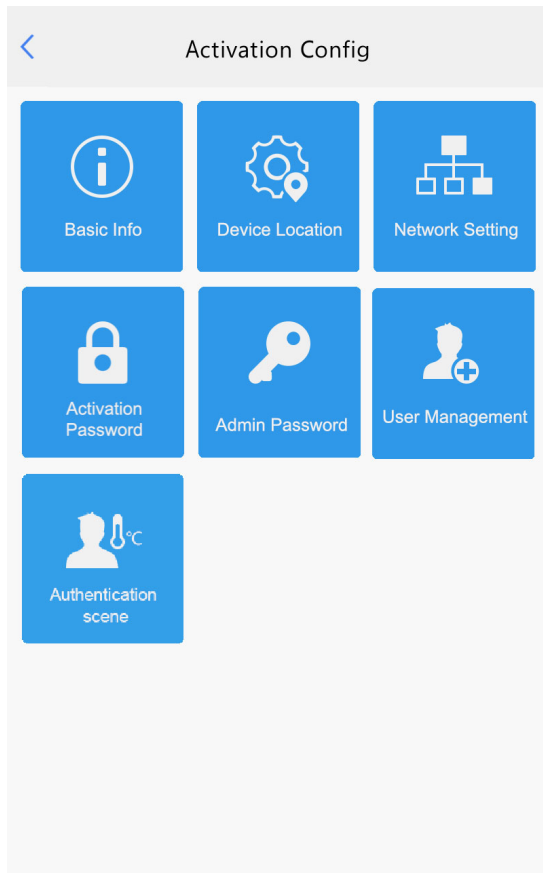 Activation Config
Basic Info
Device Location
Network Setting
Activation
Password
Admin Password
User Management
°C
Authentication
scene